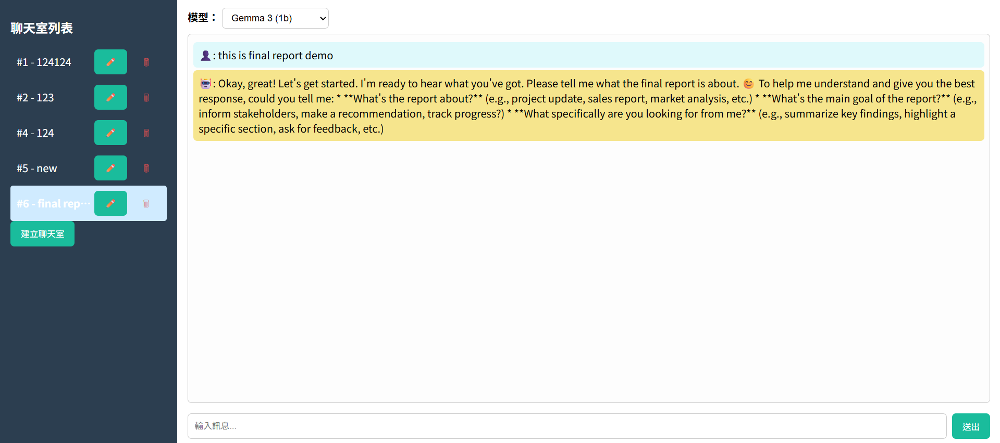 聊天室列表
#1 - 124124
#2 - 123
#4 - 124
#5 - new
#6 - final rep…
建立聊天室
模型：
Gemma 3 (1b)
: this is final report demo
: Okay, great! Let's get started. I'm ready to hear what you've got. Please tell me what the final report is about. 😊 To help me understand and give you the best
response, could you tell me: * **What's the report about?** (e.g., project update, sales report, market analysis, etc.) * **What's the main goal of the report?** (e.g.,
inform stakeholders, make a recommendation, track progress?) * **What specifically are you looking for from me?** (e.g., summarize key findings, highlight a
specific section, ask for feedback, etc.)
輸入訊息...
送出